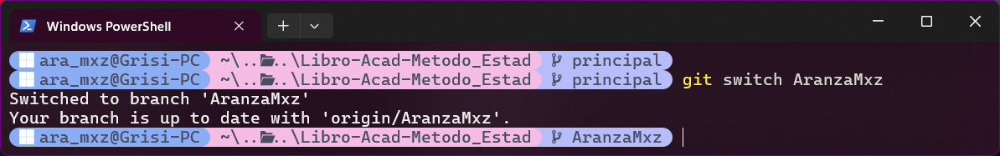 Windows PowerShell
ara_mxz@Grisi-PC ~\..\..\Libro-Acad-Metodo_Estad principal
ara_mxz@Grisi-PC ~\..\..\Libro-Acad-Metodo_Estad principal git switch AranzaMxz
Switched to branch 'AranzaMxz'
Your branch is up to date with 'origin/AranzaMxz'.
ara_mxz@Grisi-PC ~\..\..\Libro-Acad-Metodo_Estad AranzaMxz